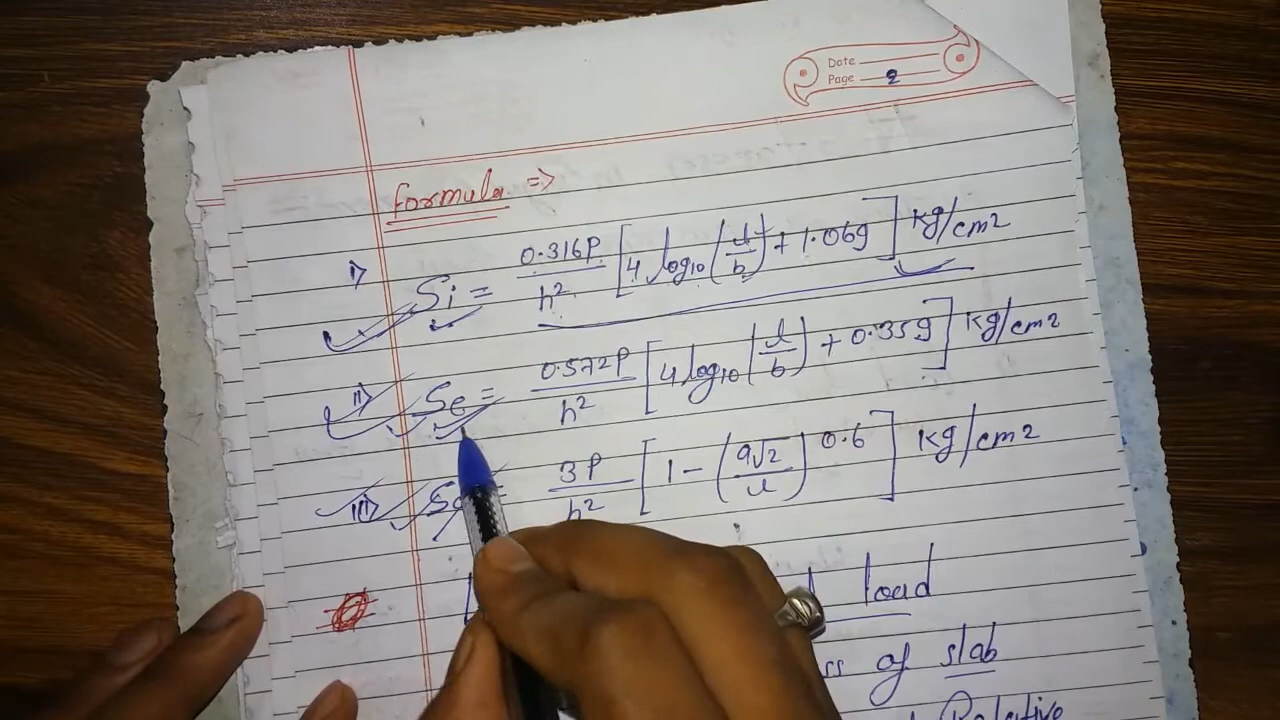 Date
Page 2
Formula ⇒
i) Si = 0.316P/h² [4 log10 (l/b) + 1.069] kg/cm2
ii) Se = 0.572P/h² [4 log10 (l/b) + 0.359] kg/cm2
iii) Sc = 3P/h² [1 - (a√2/l)^0.6] kg/cm2
load
of slab
Relative